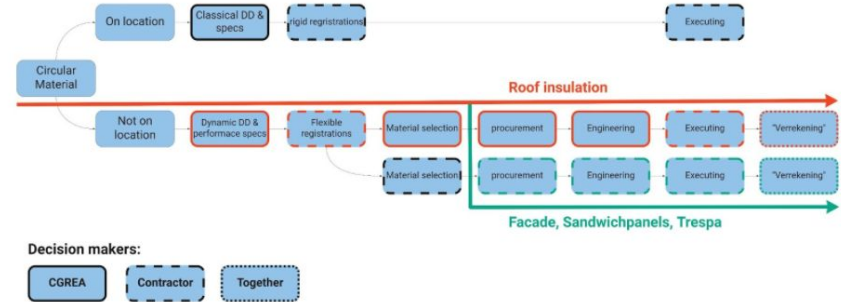 On location
Classical DD &
specs
rigid regristrations
Executing
Circular
Material
Roof insulation
Not on
location
Dynamic DD &
performace specs
Flexible
registrations
Material selection
procurement
Engineering
Executing
"Verrekening"
Material selection
procurement
Engineering
Executing
"Verrekening"
Facade, Sandwichpanels, Trespa
Decision makers:
CGREA
Contractor
Together